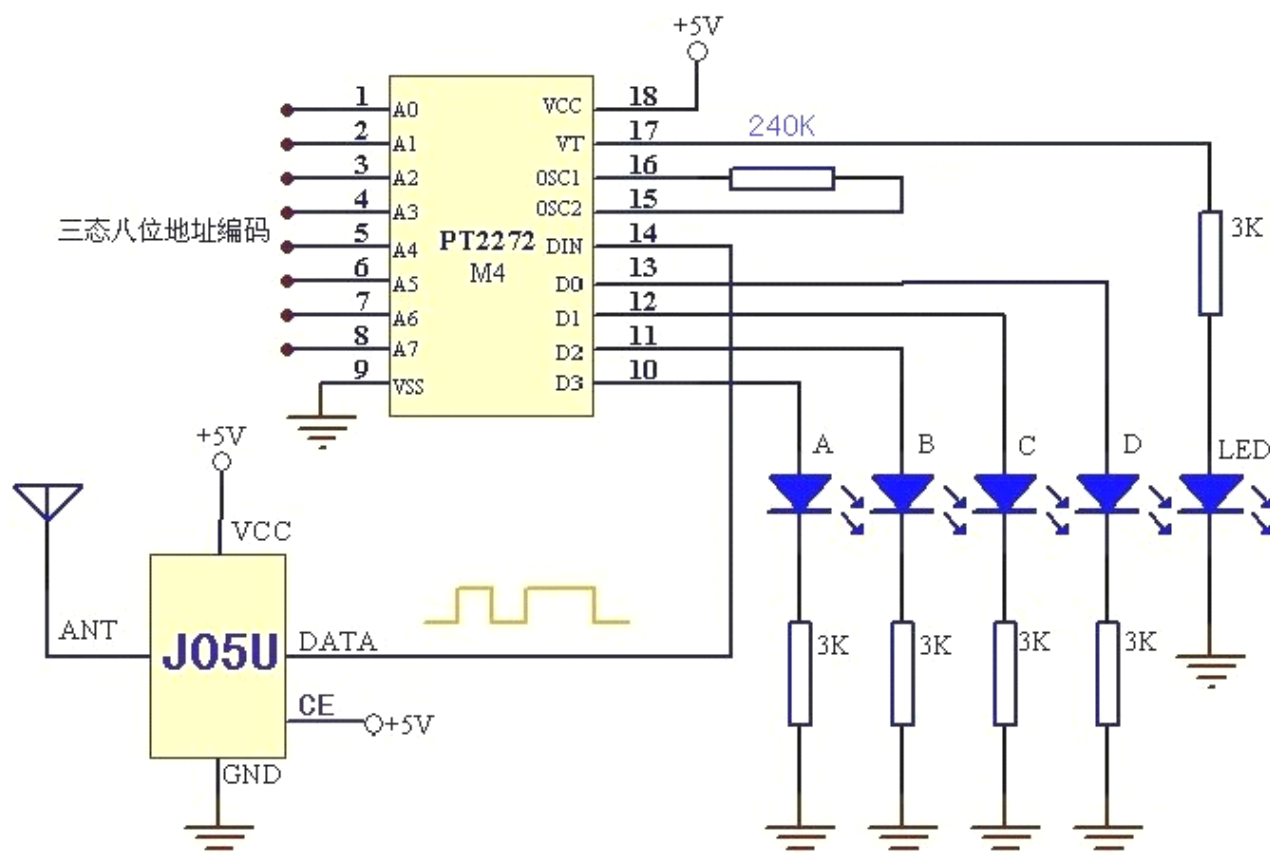 +5V
1 A0 VCC 18
240K
2 A1 VT 17
3 A2 OSC1 16
4 A3 OSC2 15
3K
三态八位地址编码
5 A4 PT2272 DIN 14
M4
6 A5 D0 13
7 A6 D1 12
8 A7 D2 11
9 VSS D3 10
+5V
A B C D LED
VCC
ANT J05U DATA
3K 3K 3K 3K
CE +5V
GND